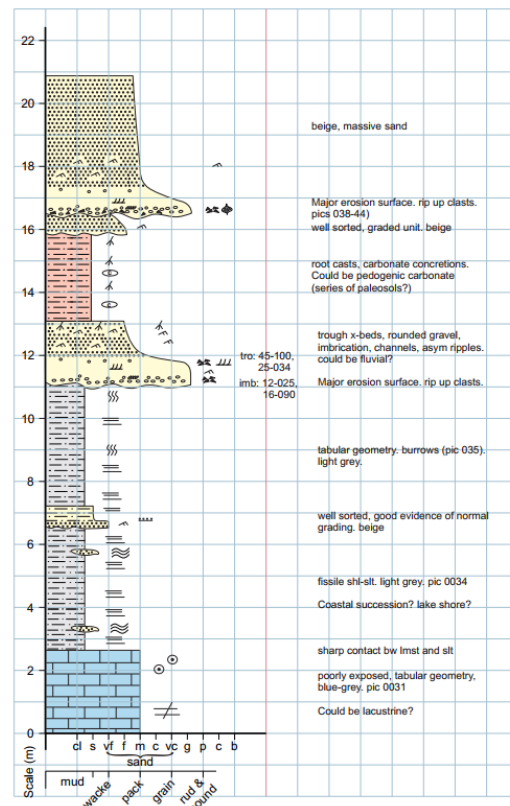 22
20
beige, massive sand
18
Major erosion surface. rip up clasts.
pics 038-44)
16
well sorted, graded unit. beige
root casts, carbonate concretions.
Could be pedogenic carbonate
(series of paleosols?)
14
trough x-beds, rounded gravel,
imbrication, channels, asym ripples.
could be fluvial?
12
tro: 45-100,
25-034
imb: 12-025,
16-090
Major erosion surface. rip up clasts.
10
tabular geometry. burrows (pic 035).
light grey.
8
well sorted, good evidence of normal
grading. beige
6
fissile shl-slt. light grey. pic 0034
4
Coastal succession? lake shore?
sharp contact bw lmst and slt
2
poorly exposed, tabular geometry,
blue-grey. pic 0031
Could be lacustrine?
0
cl s vf f m c vc g p c b
sand
Scale (m)
mud
wacke
pack
grain
rud &